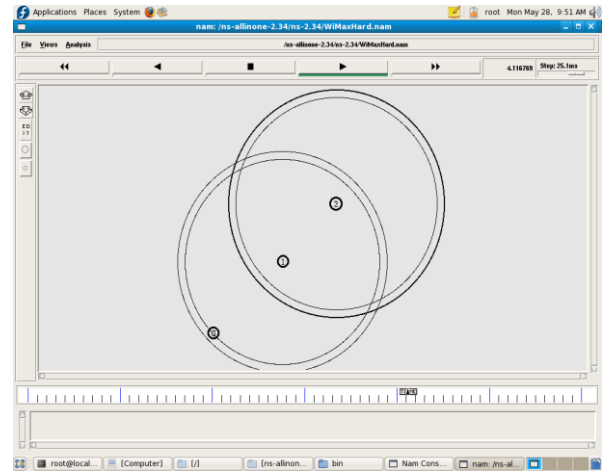 Applications Places System root Mon May 28, 9:51 AM
nam: /ns-allinone-2.34/ns-2.34/WiMaxHard.nam
File Views Analysis /ns-allinone-2.34/ns-2.34/WiMaxHard.nam
4.116769 Step: 25.1ms
2
1
0
TIME
root@local... [Computer] [/] [ns-allinon... bin Nam Cons... nam: /ns-al...